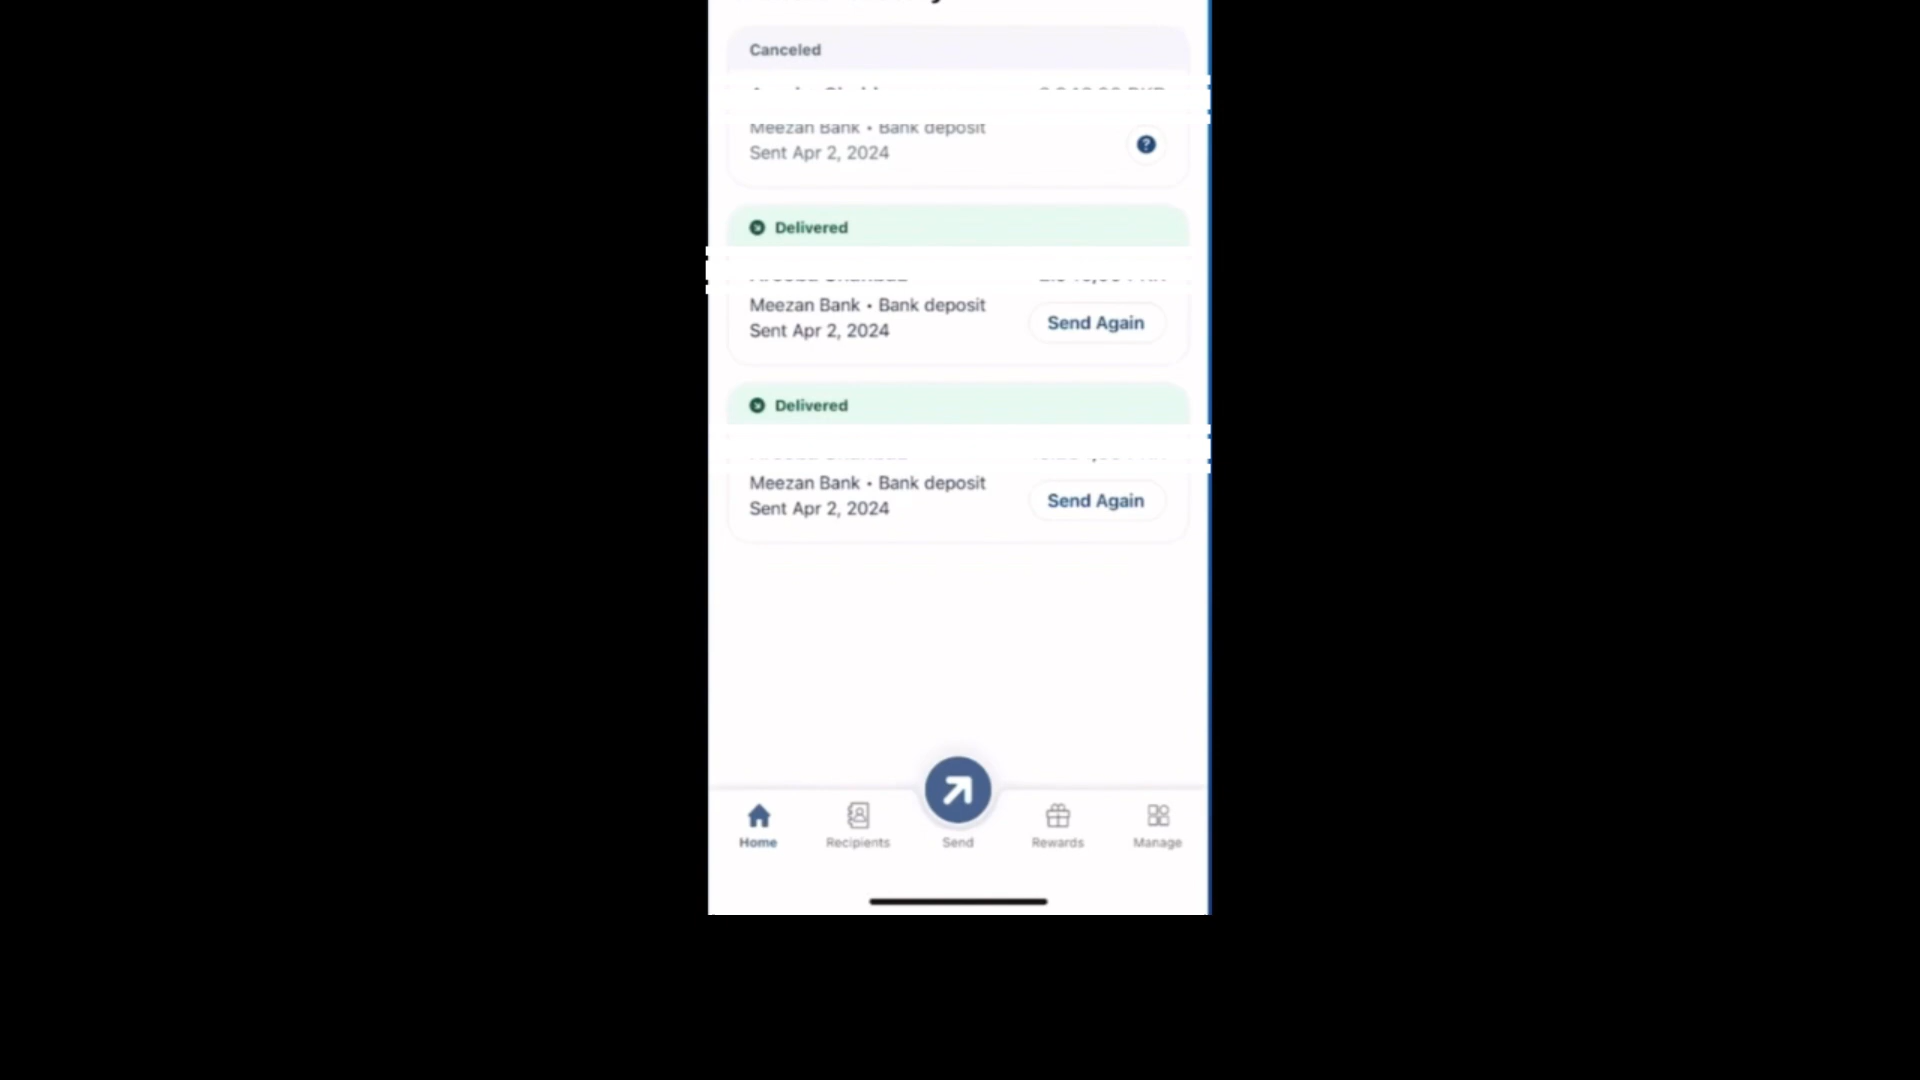 Canceled
Meezan Bank • Bank deposit
Sent Apr 2, 2024
Delivered
Meezan Bank • Bank deposit
Send Again
Sent Apr 2, 2024
Delivered
Meezan Bank • Bank deposit
Send Again
Sent Apr 2, 2024
Home
Recipients
Send
Rewards
Manage